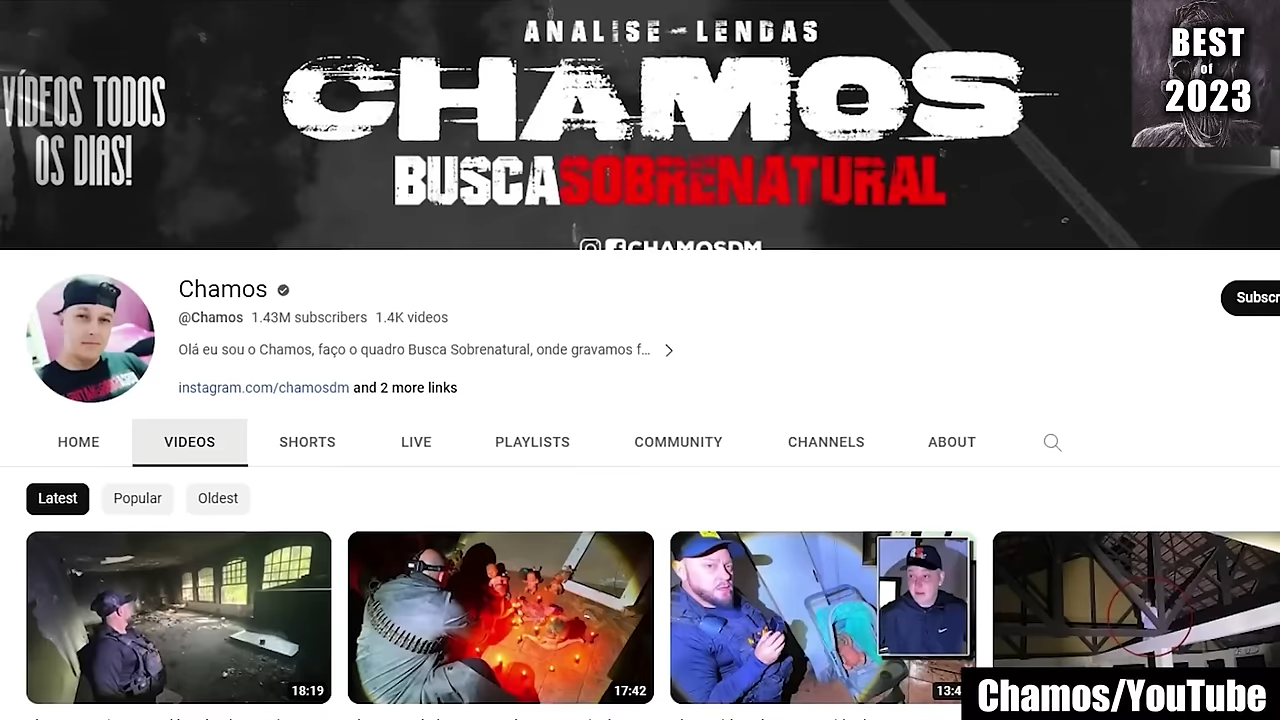 ANALISE - LENDAS
BEST
of
2023
VÍDEOS TODOS
OS DIAS!
CHAMOS
BUSCASOBRENATURAL
CHAMOSDM
Chamos
@Chamos 1.43M subscribers 1.4K videos
Subscr
Olá eu sou o Chamos, faço o quadro Busca Sobrenatural, onde gravamos f...
instagram.com/chamosdm and 2 more links
HOME VIDEOS SHORTS LIVE PLAYLISTS COMMUNITY CHANNELS ABOUT
Latest Popular Oldest
18:19 17:42 13:4
Chamos/YouTube